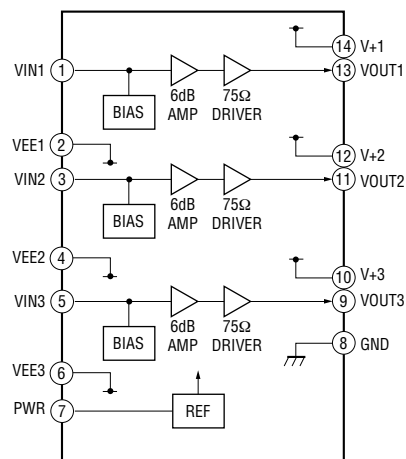 14 V+1
VIN1 1
13 VOUT1
6dB 75Ω
BIAS AMP DRIVER
VEE1 2
12 V+2
VIN2 3
11 VOUT2
6dB 75Ω
BIAS AMP DRIVER
VEE2 4
10 V+3
VIN3 5
9 VOUT3
6dB 75Ω
BIAS AMP DRIVER
8 GND
VEE3 6
PWR 7
REF